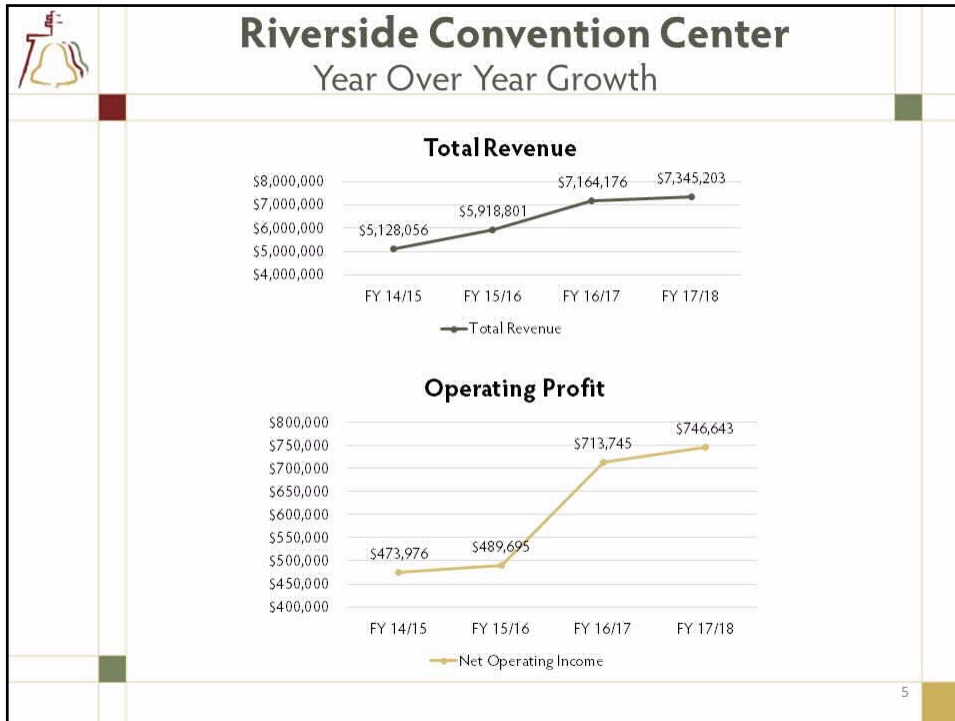 Riverside Convention Center
Year Over Year Growth
Total Revenue
$8,000,000
$7,000,000
$6,000,000
$5,000,000
$4,000,000
$5,128,056
$5,918,801
$7,164,176
$7,345,203
FY 14/15
FY 15/16
FY 16/17
FY 17/18
Total Revenue
Operating Profit
$800,000
$750,000
$700,000
$650,000
$600,000
$550,000
$500,000
$450,000
$400,000
$473,976
$489,695
$713,745
$746,643
FY 14/15
FY 15/16
FY 16/17
FY 17/18
Net Operating Income
5